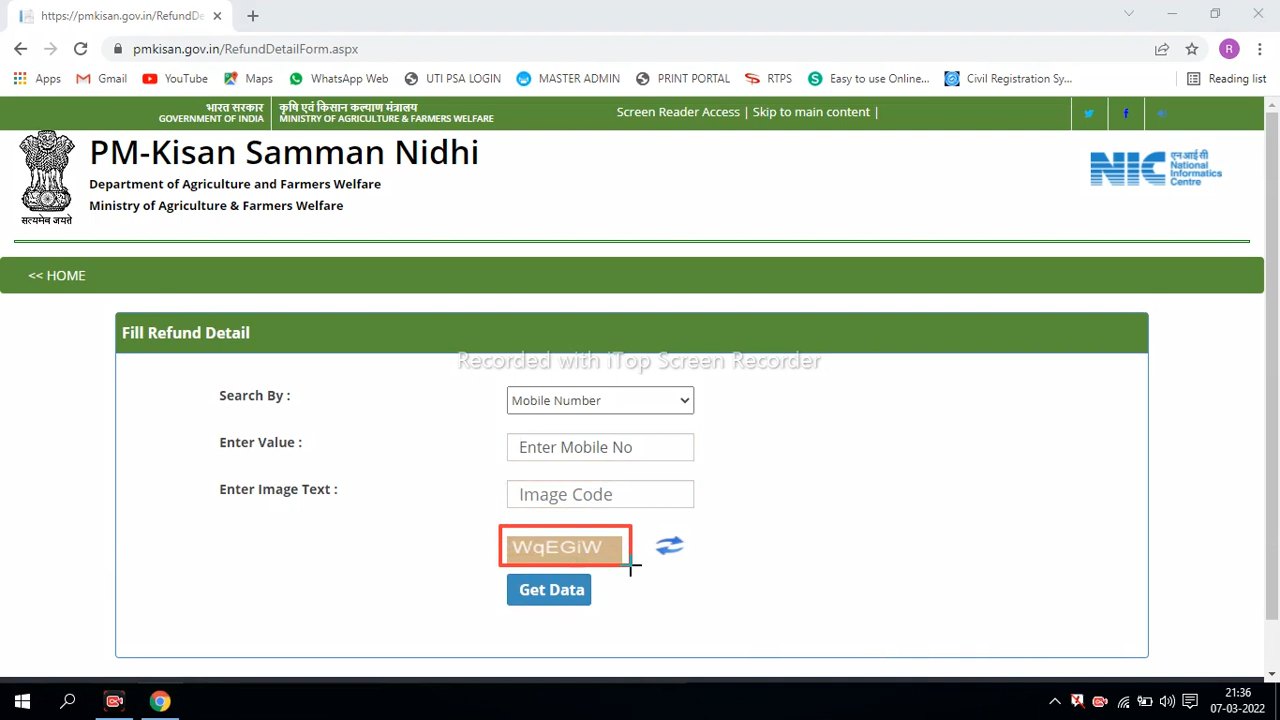 https://pmkisan.gov.in/RefundDe
pmkisan.gov.in/RefundDetailForm.aspx
R
Apps
Gmail
YouTube
Maps
WhatsApp Web
UTI PSA LOGIN
MASTER ADMIN
PRINT PORTAL
RTPS
Easy to use Online...
Civil Registration Sy...
Reading list
भारत सरकार
GOVERNMENT OF INDIA
कृषि एवं किसान कल्याण मंत्रालय
MINISTRY OF AGRICULTURE & FARMERS WELFARE
Screen Reader Access | Skip to main content |
PM-Kisan Samman Nidhi
Department of Agriculture and Farmers Welfare
Ministry of Agriculture & Farmers Welfare
सत्यमेव जयते
NIC
एन आई सी
National
Informatics
Centre
<< HOME
Fill Refund Detail
Recorded with iTop Screen Recorder
Search By :
Mobile Number
Enter Value :
Enter Mobile No
Enter Image Text :
Image Code
WqEGiW
Get Data
21:36
07-03-2022